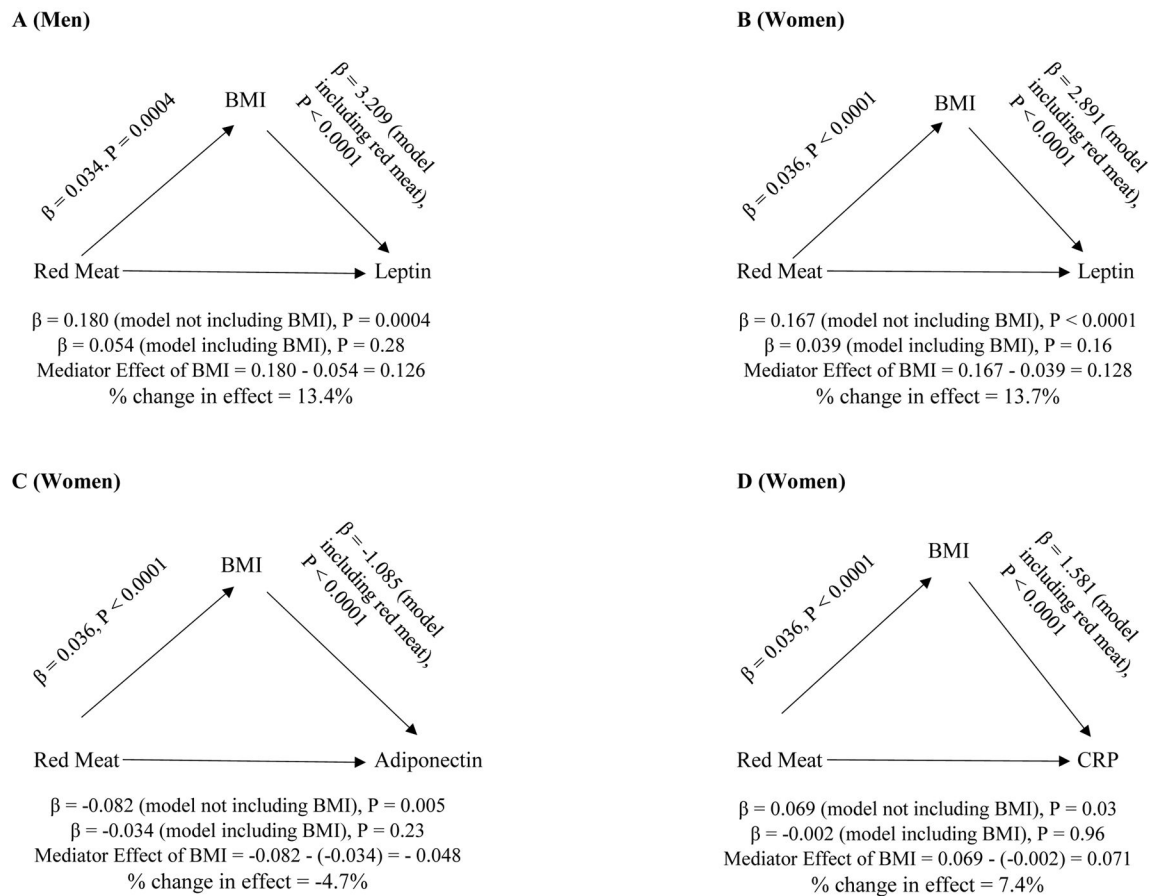 A (Men)
BMI
β = 0.034, P = 0.0004
β = 3.209 (model
including red meat),
P < 0.0001
Red Meat
Leptin
β = 0.180 (model not including BMI), P = 0.0004
β = 0.054 (model including BMI), P = 0.28
Mediator Effect of BMI = 0.180 - 0.054 = 0.126
% change in effect = 13.4%
B (Women)
BMI
β = 0.036, P < 0.0001
β = 2.891 (model
including red meat),
P < 0.0001
Red Meat
Leptin
β = 0.167 (model not including BMI), P < 0.0001
β = 0.039 (model including BMI), P = 0.16
Mediator Effect of BMI = 0.167 - 0.039 = 0.128
% change in effect = 13.7%
C (Women)
BMI
β = 0.036, P < 0.0001
β = -1.085 (model
including red meat),
P < 0.0001
Red Meat
Adiponectin
β = -0.082 (model not including BMI), P = 0.005
β = -0.034 (model including BMI), P = 0.23
Mediator Effect of BMI = -0.082 - (-0.034) = - 0.048
% change in effect = -4.7%
D (Women)
BMI
β = 0.036, P < 0.0001
β = 1.581 (model
including red meat),
P < 0.0001
Red Meat
CRP
β = 0.069 (model not including BMI), P = 0.03
β = -0.002 (model including BMI), P = 0.96
Mediator Effect of BMI = 0.069 - (-0.002) = 0.071
% change in effect = 7.4%